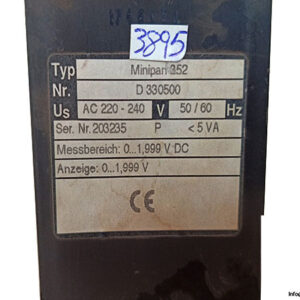 3895
Typ Minipan 352
Nr. D 330500
Us AC 220 - 240 V 50 / 60 Hz
Ser. Nr. 203235 P < 5 VA
Messbereich: 0...1,999 V DC
Anzeige: 0...1,999 V
CE